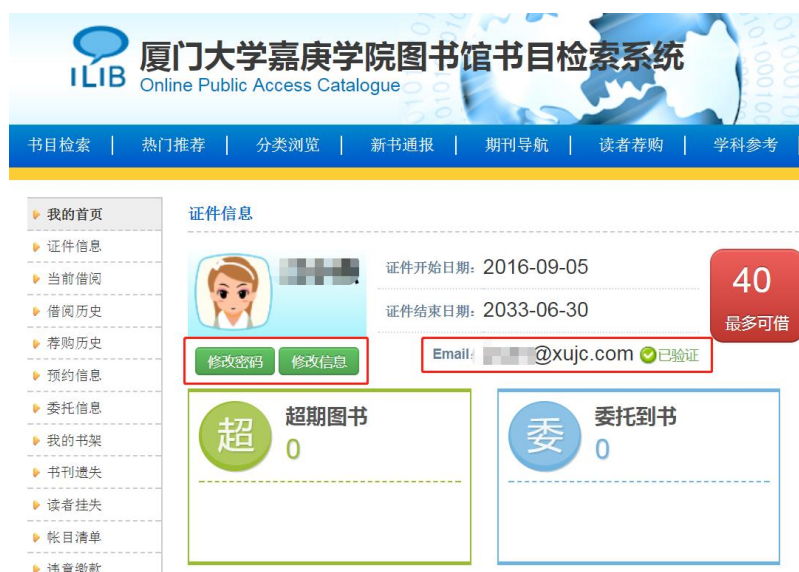 ILIB
厦门大学嘉庚学院图书馆书目检索系统
Online Public Access Catalogue
书目检索 热门推荐 分类浏览 新书通报 期刊导航 读者荐购 学科参考
我的首页
证件信息
当前借阅
借阅历史
荐购历史
预约信息
委托信息
我的书架
书刊遗失
读者挂失
帐目清单
违章缴款
证件信息
证件开始日期: 2016-09-05
证件结束日期: 2033-06-30
Email: @xujc.com 已验证
40
最多可借
修改密码 修改信息
超 超期图书
0
委 委托到书
0